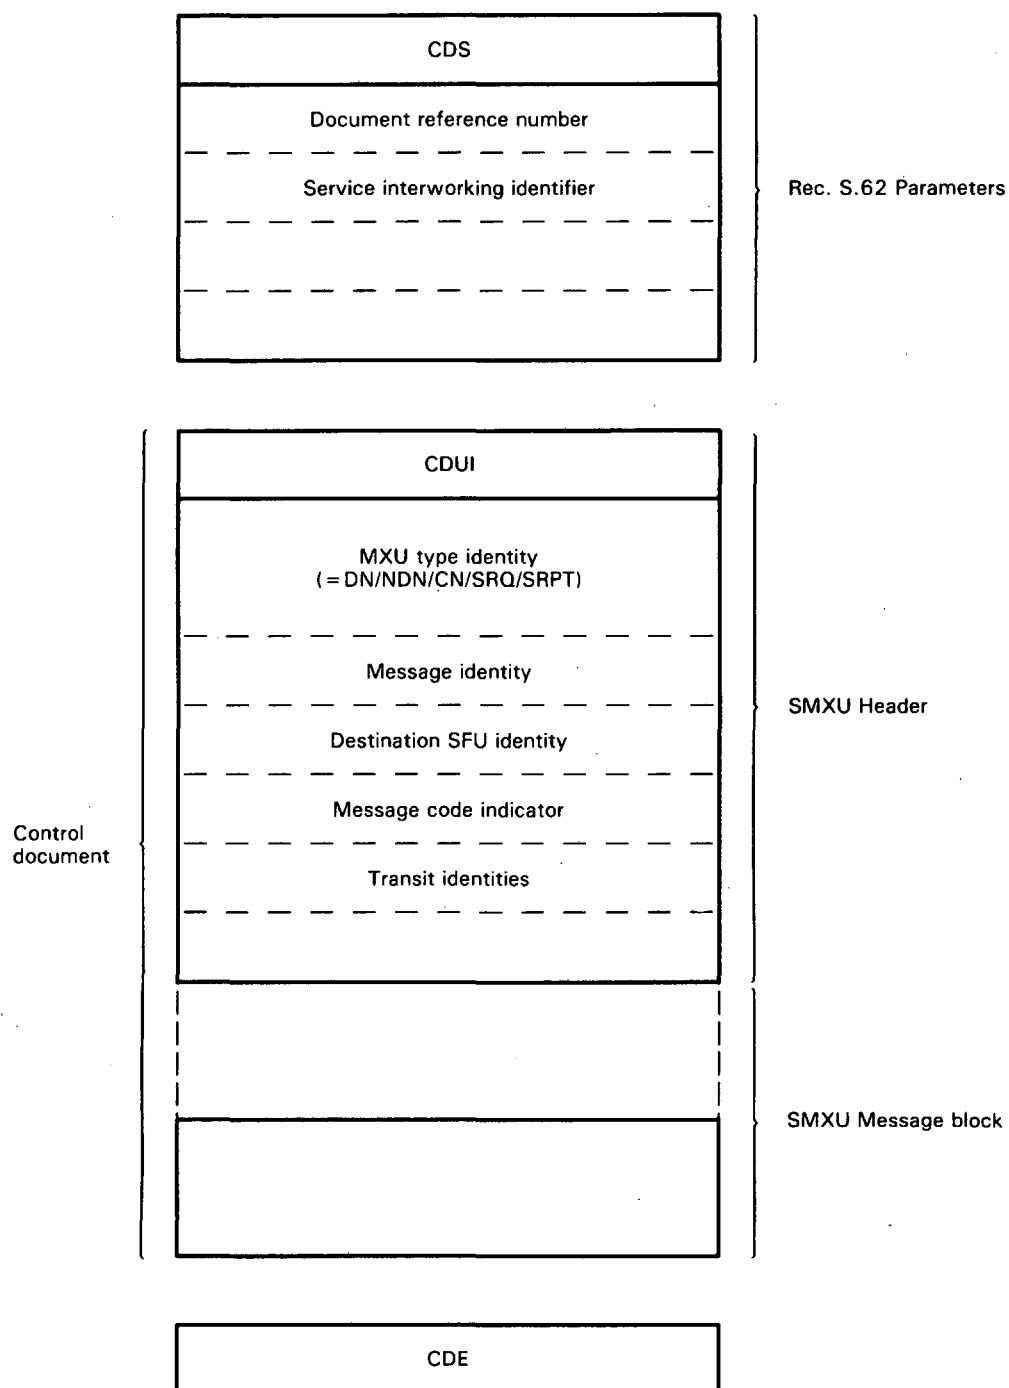 CDS
Document reference number
Service interworking identifier
Rec. S.62 Parameters
CDUI
MXU type identity
(=DN/NDN/CN/SRQ/SRPT)
Message identity
Destination SFU identity
Message code indicator
Transit identities
SMXU Header
Control
document
SMXU Message block
CDE